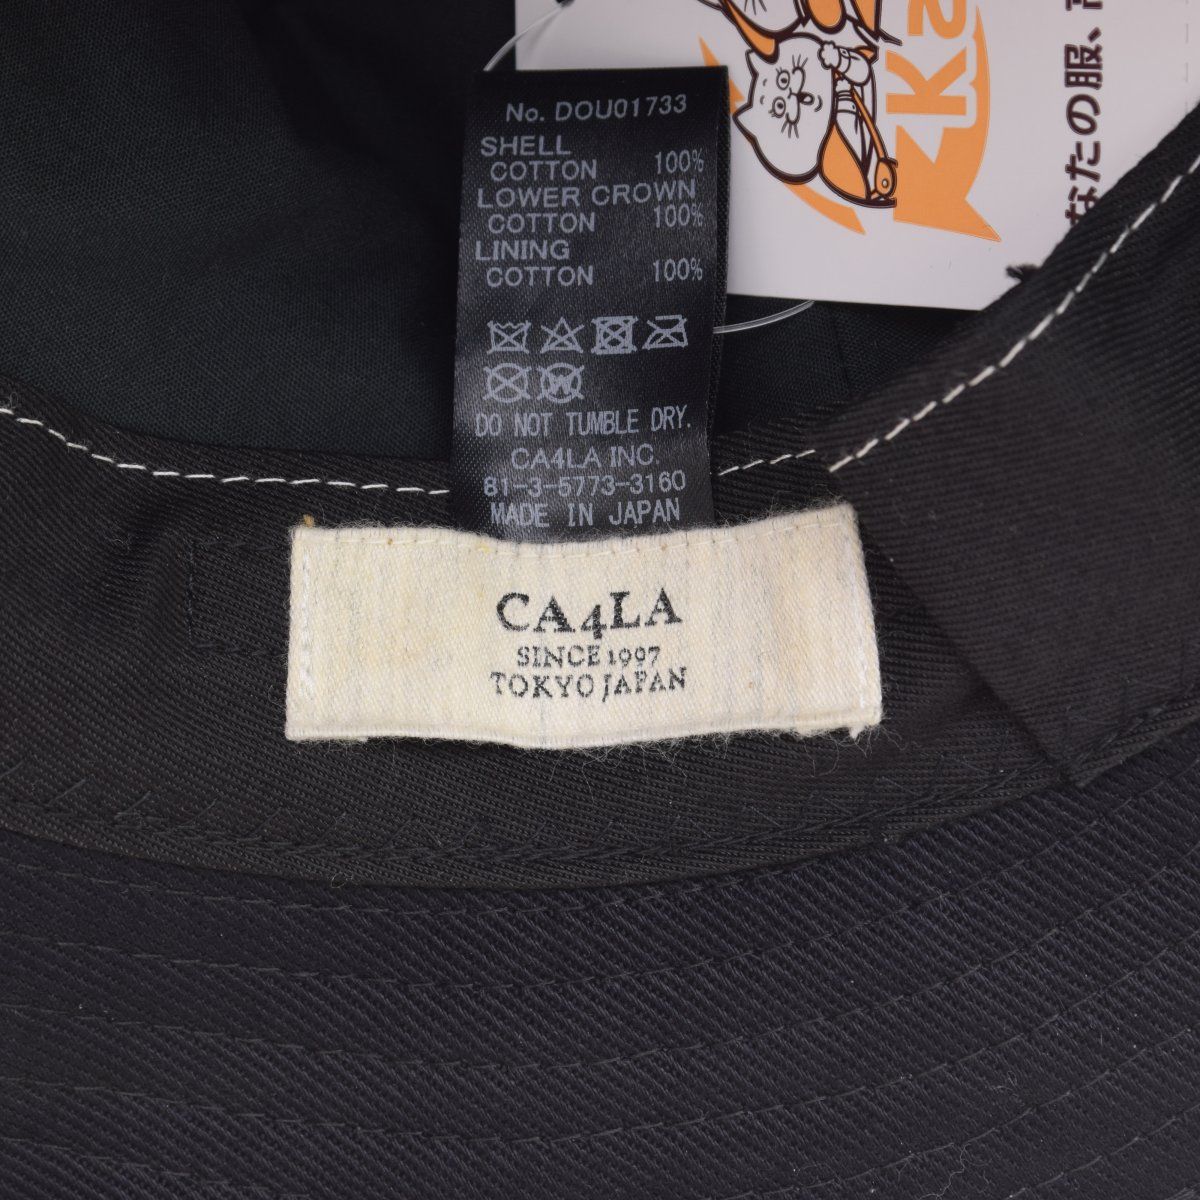 No. DOU01733
SHELL
COTTON 100%
LOWER CROWN
COTTON 100%
LINING
COTTON 100%
W
DO NOT TUMBLE DRY.
CA4LA INC.
81-3-5773-3160
MADE IN JAPAN
CA4LA
SINCE 1997
TOKYO JAPAN
なたの服、